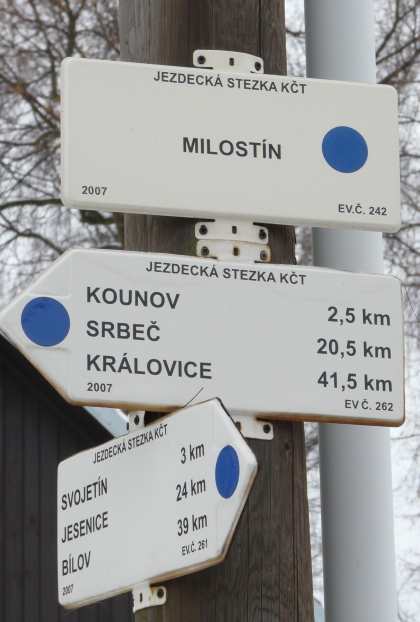 JEZDECKÁ STEZKA KČT
MILOSTÍN
2007 EV.Č. 242
JEZDECKÁ STEZKA KČT
KOUNOV 2,5 km
SRBEČ 20,5 km
KRÁLOVICE 41,5 km
2007 EV Č. 262
JEZDECKÁ STEZKA KČT
SVOJETÍN 3 km
JESENICE 24 km
BÍLOV 39 km
2007 EV.Č. 261